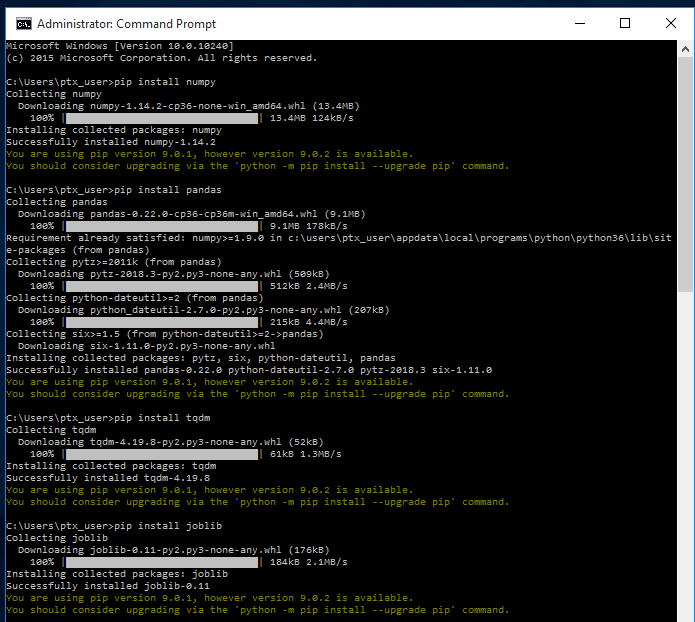 Administrator: Command Prompt
Microsoft Windows [Version 10.0.10240]
(c) 2015 Microsoft Corporation. All rights reserved.
C:\Users\ptx_user>pip install numpy
Collecting numpy
  Downloading numpy-1.14.2-cp36-none-win_amd64.whl (13.4MB)
    100% |████████████████████████████████| 13.4MB 124kB/s
Installing collected packages: numpy
Successfully installed numpy-1.14.2
You are using pip version 9.0.1, however version 9.0.2 is available.
You should consider upgrading via the 'python -m pip install --upgrade pip' command.
C:\Users\ptx_user>pip install pandas
Collecting pandas
  Downloading pandas-0.22.0-cp36-cp36m-win_amd64.whl (9.1MB)
    100% |████████████████████████████████| 9.1MB 178kB/s
Requirement already satisfied: numpy>=1.9.0 in c:\users\ptx_user\appdata\local\programs\python\python36\lib\sit
e-packages (from pandas)
Collecting pytz>=2011k (from pandas)
  Downloading pytz-2018.3-py2.py3-none-any.whl (509kB)
    100% |████████████████████████████████| 512kB 2.4MB/s
Collecting python-dateutil>=2 (from pandas)
  Downloading python_dateutil-2.7.0-py2.py3-none-any.whl (207kB)
    100% |████████████████████████████████| 215kB 4.4MB/s
Collecting six>=1.5 (from python-dateutil>=2->pandas)
  Downloading six-1.11.0-py2.py3-none-any.whl
Installing collected packages: pytz, six, python-dateutil, pandas
Successfully installed pandas-0.22.0 python-dateutil-2.7.0 pytz-2018.3 six-1.11.0
You are using pip version 9.0.1, however version 9.0.2 is available.
You should consider upgrading via the 'python -m pip install --upgrade pip' command.
C:\Users\ptx_user>pip install tqdm
Collecting tqdm
  Downloading tqdm-4.19.8-py2.py3-none-any.whl (52kB)
    100% |████████████████████████████████| 61kB 1.3MB/s
Installing collected packages: tqdm
Successfully installed tqdm-4.19.8
You are using pip version 9.0.1, however version 9.0.2 is available.
You should consider upgrading via the 'python -m pip install --upgrade pip' command.
C:\Users\ptx_user>pip install joblib
Collecting joblib
  Downloading joblib-0.11-py2.py3-none-any.whl (176kB)
    100% |████████████████████████████████| 184kB 2.1MB/s
Installing collected packages: joblib
Successfully installed joblib-0.11
You are using pip version 9.0.1, however version 9.0.2 is available.
You should consider upgrading via the 'python -m pip install --upgrade pip' command.